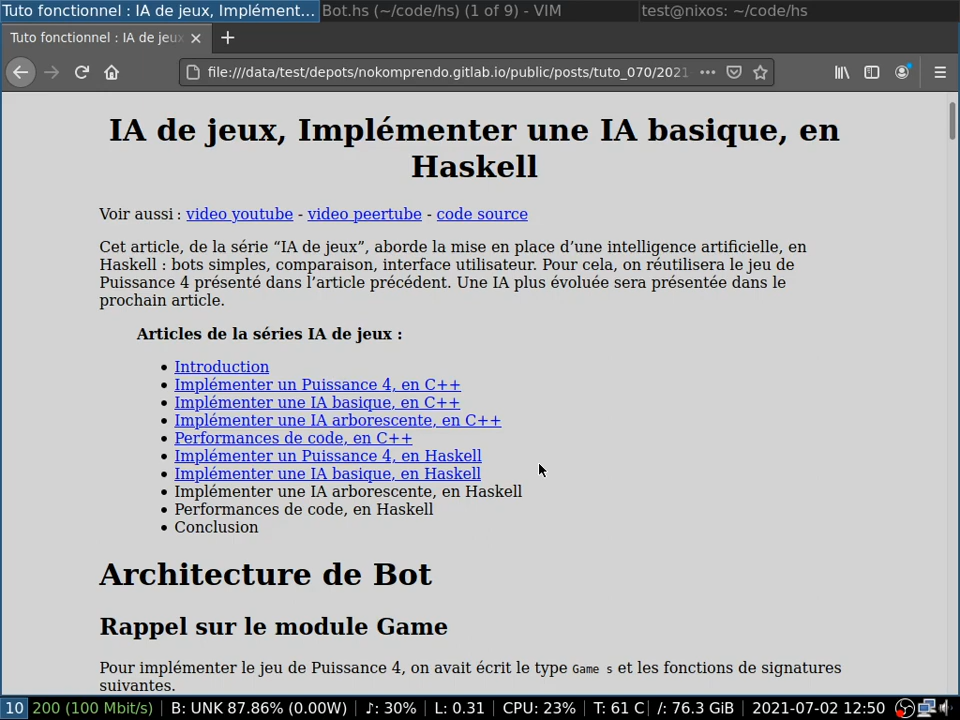 Tuto fonctionnel : IA de jeux, Implément... Bot.hs (~/code/hs) (1 of 9) - VIM test@nixos: ~/code/hs
Tuto fonctionnel : IA de jeux
file:///data/test/depots/nokomprendo.gitlab.io/public/posts/tuto_070/2021
IA de jeux, Implémenter une IA basique, en
Haskell
Voir aussi : video youtube - video peertube - code source
Cet article, de la série “IA de jeux”, aborde la mise en place d’une intelligence artificielle, en
Haskell : bots simples, comparaison, interface utilisateur. Pour cela, on réutilisera le jeu de
Puissance 4 présenté dans l’article précédent. Une IA plus évoluée sera présentée dans le
prochain article.
Articles de la séries IA de jeux :
• Introduction
• Implémenter un Puissance 4, en C++
• Implémenter une IA basique, en C++
• Implémenter une IA arborescente, en C++
• Performances de code, en C++
• Implémenter un Puissance 4, en Haskell
• Implémenter une IA basique, en Haskell
• Implémenter une IA arborescente, en Haskell
• Performances de code, en Haskell
• Conclusion
Architecture de Bot
Rappel sur le module Game
Pour implémenter le jeu de Puissance 4, on avait écrit le type Game s et les fonctions de signatures
suivantes.
10 200 (100 Mbit/s) | B: UNK 87.86% (0.00W) | ♪: 30% | L: 0.31 | CPU: 23% | T: 61 C | /: 76.3 GiB | 2021-07-02 12:50